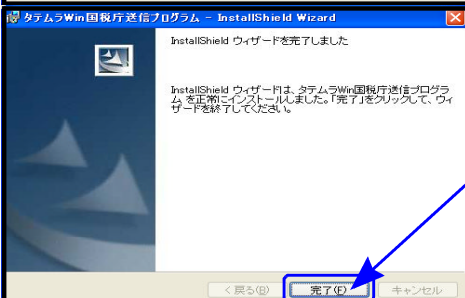 タテムラWin国税庁送信プログラム - InstallShield Wizard
InstallShield ウィザードを完了しました
InstallShield ウィザードは、タテムラWin国税庁送信プログラ
ム を正常にインストールしました。「完了」をクリックして、ウィ
ザードを終了してください。
< 戻る(B)
完了(F)
キャンセル